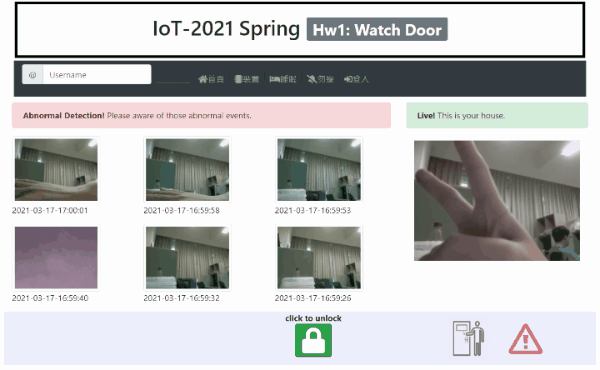 IoT-2021 Spring Hw1: Watch Door
@ Username 首頁 裝置 睡眠 勿擾 登入
Abnormal Detection! Please aware of those abnormal events.
Live! This is your house.
2021-03-17-17:00:01 2021-03-17-16:59:58 2021-03-17-16:59:53
2021-03-17-16:59:40 2021-03-17-16:59:32 2021-03-17-16:59:26
click to unlock